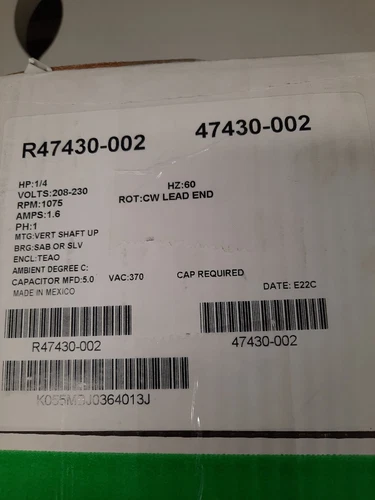 R47430-002 47430-002
HP:1/4 HZ:60
VOLTS:208-230
RPM:1075 ROT:CW LEAD END
AMPS:1.6
PH:1
MTG:VERT SHAFT UP
BRG:SAB OR SLV
ENCL:TEAO
AMBIENT DEGREE C:
CAPACITOR MFD:5.0 VAC:370 CAP REQUIRED
MADE IN MEXICO DATE: E22C
R47430-002 47430-002